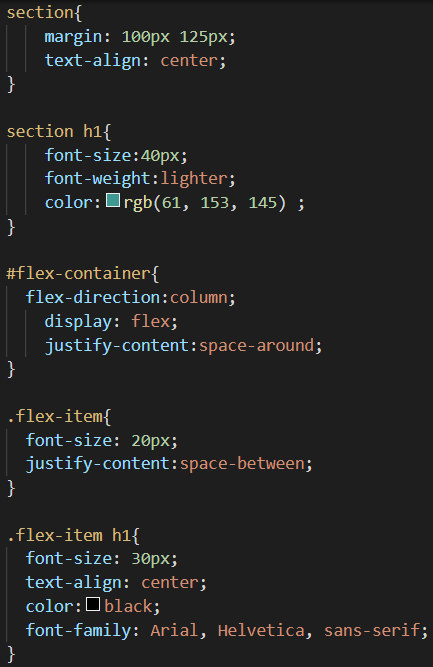 section{
    margin: 100px 125px;
    text-align: center;
}

section h1{
    font-size:40px;
    font-weight:lighter;
    color:rgb(61, 153, 145) ;
}

#flex-container{
  flex-direction:column;
    display: flex;
    justify-content:space-around;
}

.flex-item{
  font-size: 20px;
  justify-content:space-between;
}

.flex-item h1{
  font-size: 30px;
  text-align: center;
  color:black;
  font-family: Arial, Helvetica, sans-serif;
}